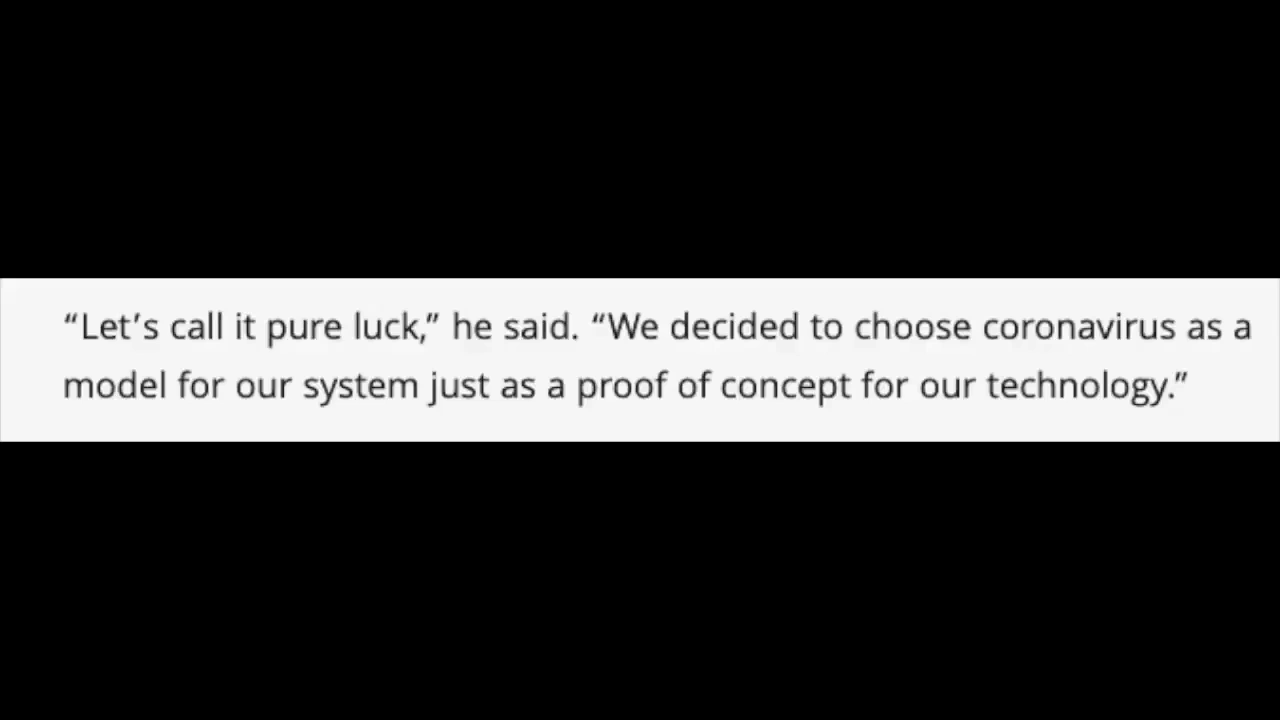 “Let’s call it pure luck,” he said. “We decided to choose coronavirus as a
model for our system just as a proof of concept for our technology.”